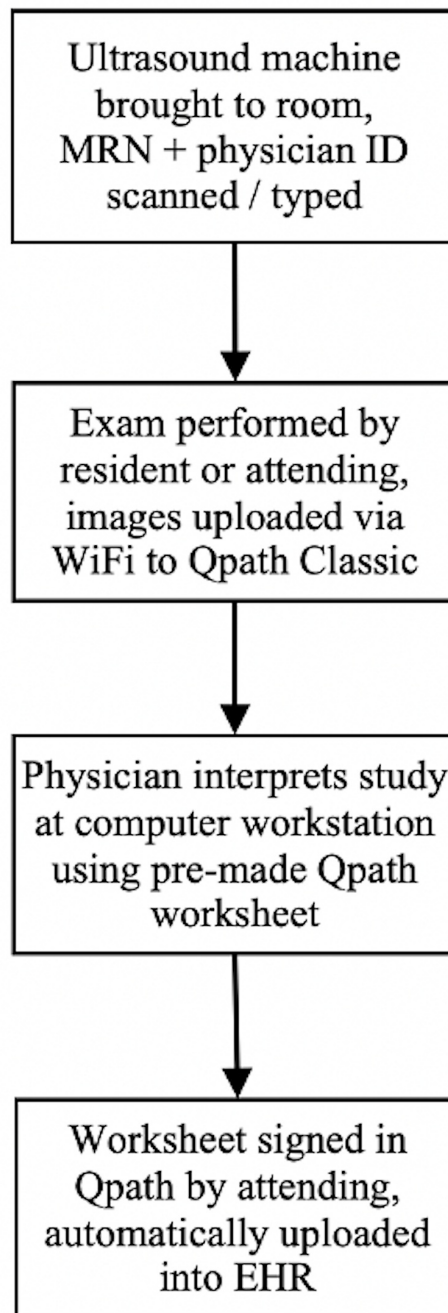 Ultrasound machine
brought to room,
MRN + physician ID
scanned / typed
Exam performed by
resident or attending,
images uploaded via
WiFi to Qpath Classic
Physician interprets study
at computer workstation
using pre-made Qpath
worksheet
Worksheet signed in
Qpath by attending,
automatically uploaded
into EHR